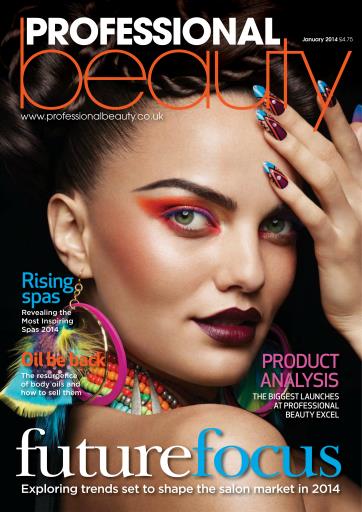 PROFESSIONAL
January 2014 £4.75
beauty
www.professionalbeauty.co.uk
Rising
spas
Revealing the
Most Inspiring
Spas 2014
Oil be back
The resurgence
of body oils and
how to sell them
PRODUCT
ANALYSIS
THE BIGGEST LAUNCHES
AT PROFESSIONAL
BEAUTY EXCEL
futurefocus
Exploring trends set to shape the salon market in 2014